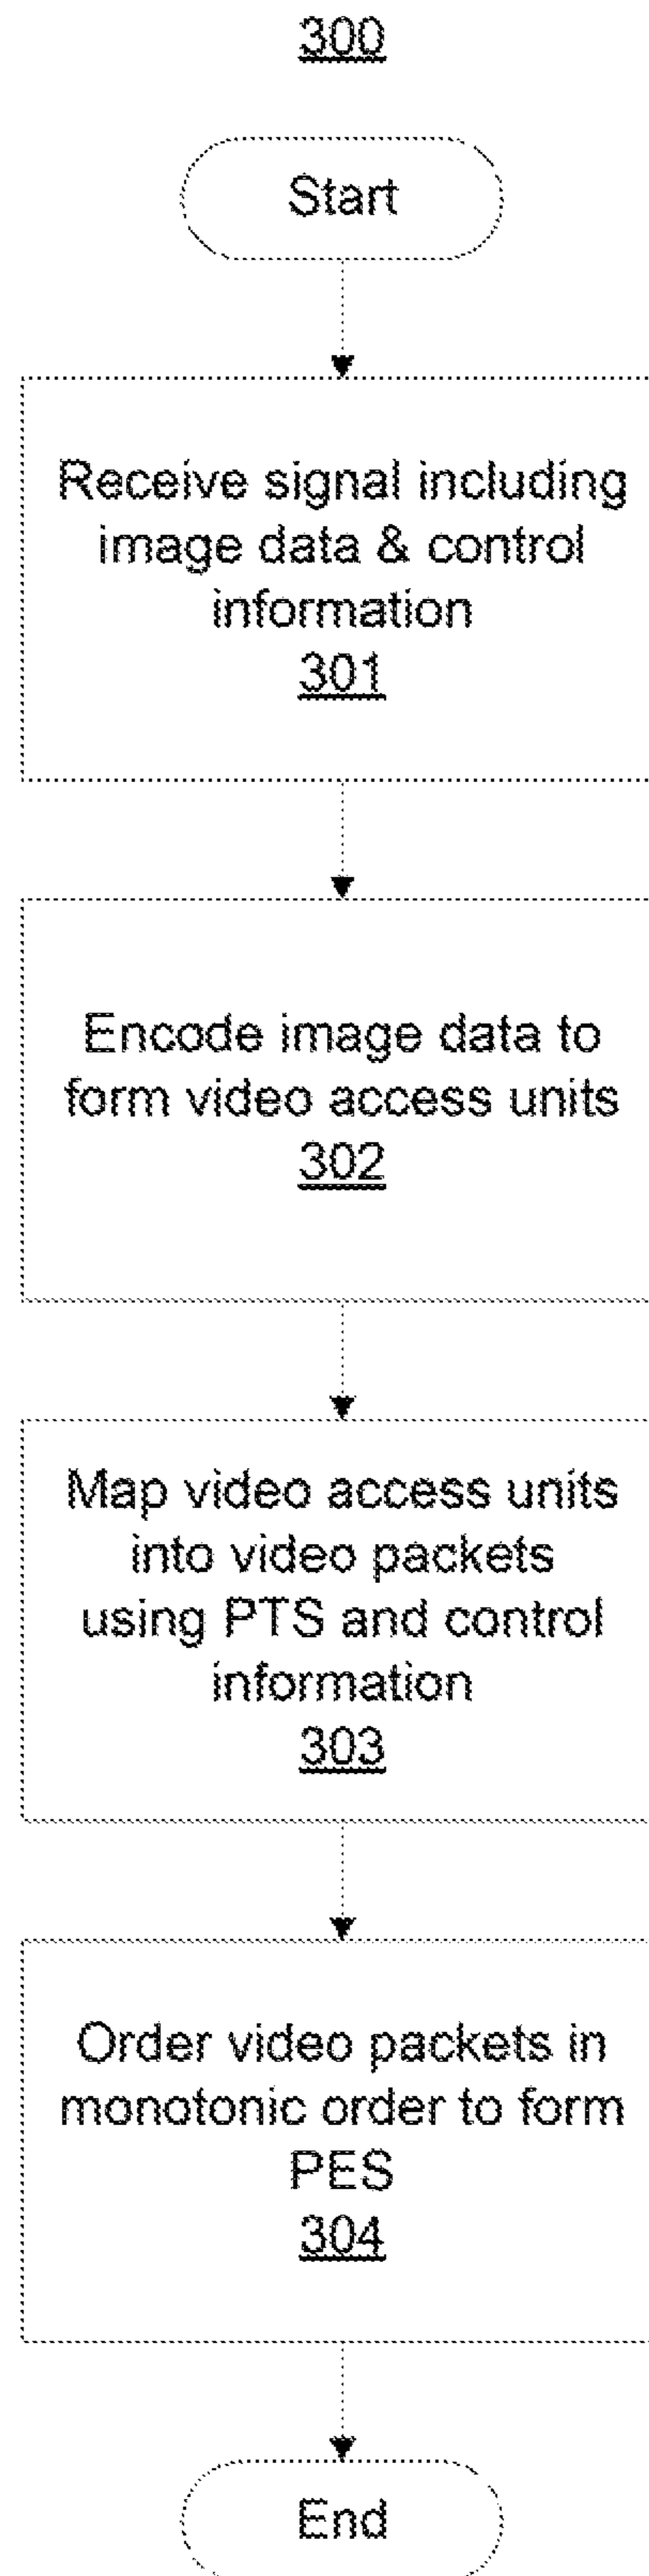 300
Start
Receive signal including
image data & control
information
301
Encode image data to
form video access units
302
Map video access units
into video packets
using PTS and control
information
303
Order video packets in
monotonic order to form
PES
304
End